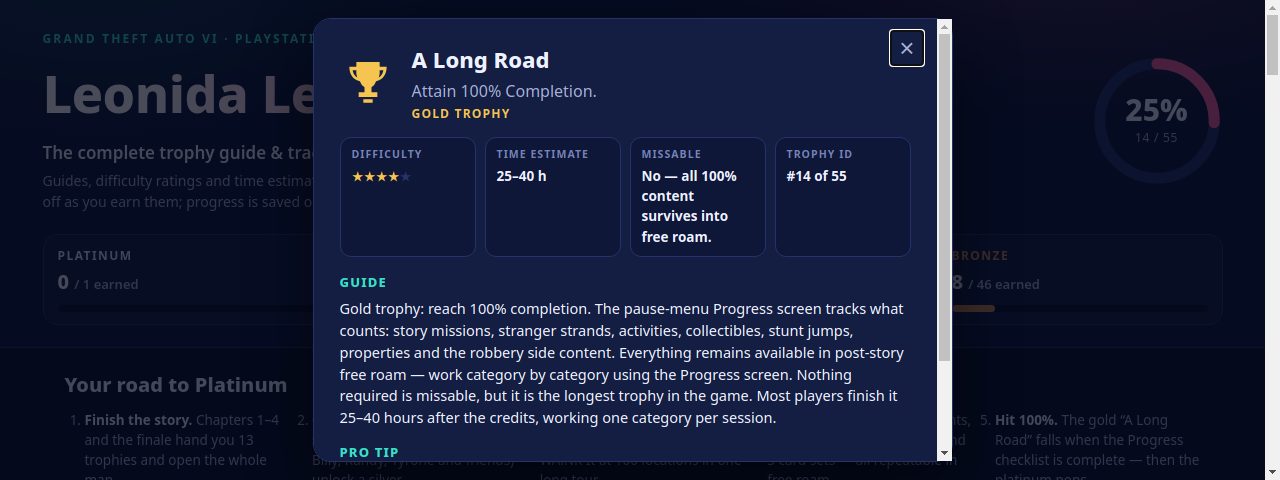 GRAND THEFT AUTO VI · PLAYSTATI
Leonida Le
The complete trophy guide & tra
Guides, difficulty ratings and time estima
off as you earn them; progress is saved o
25%
14 / 55
PLATINUM
0 / 1 earned
BRONZE
8 / 46 earned
A Long Road
Attain 100% Completion.
GOLD TROPHY
DIFFICULTY
★★★★★
TIME ESTIMATE
25–40 h
MISSABLE
No — all 100%
content
survives into
free roam.
TROPHY ID
#14 of 55
GUIDE
Gold trophy: reach 100% completion. The pause-menu Progress screen tracks what
counts: story missions, stranger strands, activities, collectibles, stunt jumps,
properties and the robbery side content. Everything remains available in post-story
free roam — work category by category using the Progress screen. Nothing
required is missable, but it is the longest trophy in the game. Most players finish it
25–40 hours after the credits, working one category per session.
PRO TIP
Your road to Platinum
1. Finish the story. Chapters 1–4
and the finale hand you 13
trophies and open the whole
map.
2.
5. Hit 100%. The gold “A Long
Road” falls when the Progress
checklist is complete — then the
platinum pops.